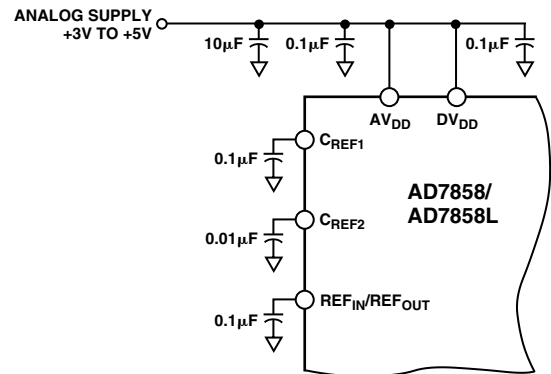 ANALOG SUPPLY
+3V TO +5V
10μF
0.1μF
0.1μF
AVDD
DVDD
CREF1
0.1μF
AD7858/
AD7858L
CREF2
0.01μF
REFIN/REFOUT
0.1μF